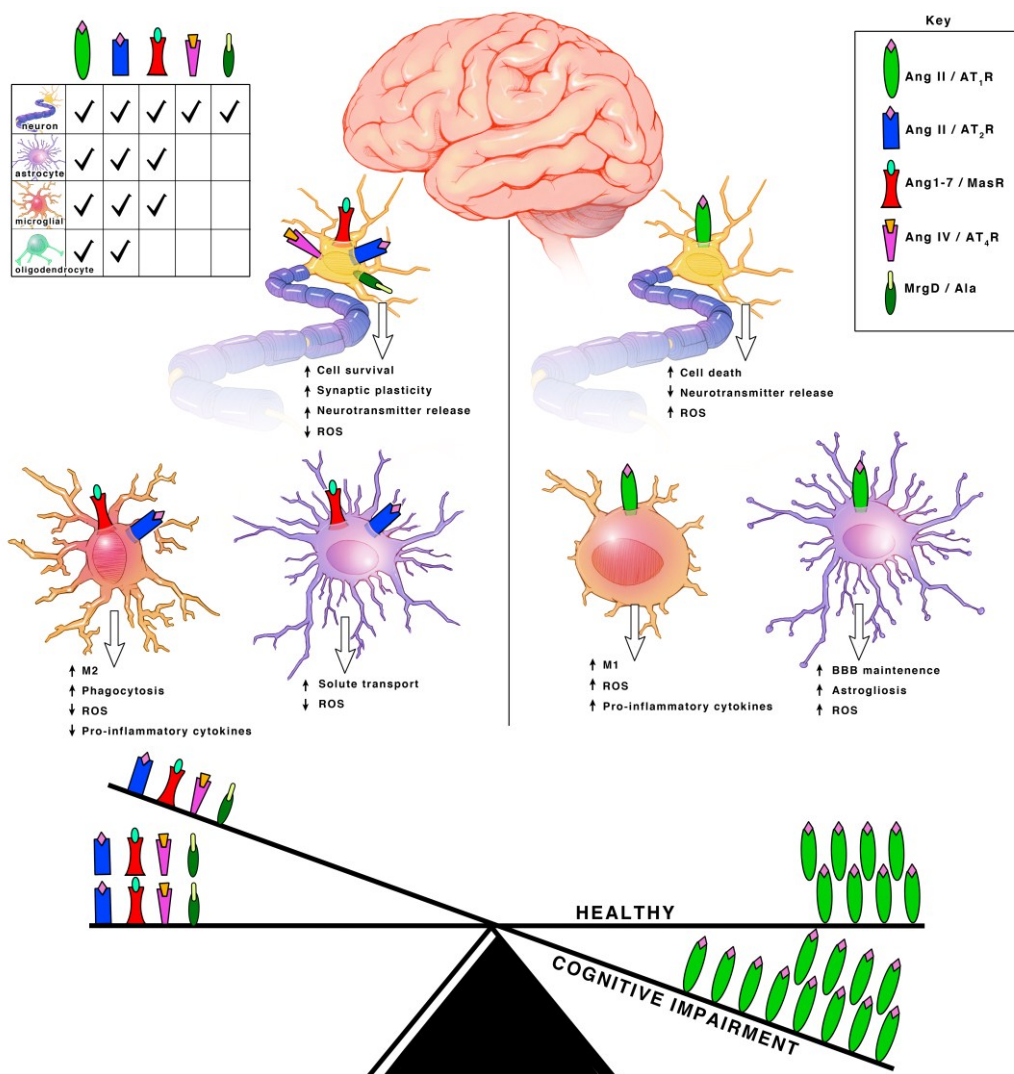 Key
Ang II / AT1R
Ang II / AT2R
Ang1-7 / MasR
Ang IV / AT4R
MrgD / Ala
neuron
astrocyte
microglial
oligodendrocyte
↑ Cell survival
↑ Synaptic plasticity
↑ Neurotransmitter release
↓ ROS
↑ Cell death
↓ Neurotransmitter release
↑ ROS
↑ M2
↑ Phagocytosis
↓ ROS
↓ Pro-inflammatory cytokines
↑ Solute transport
↓ ROS
↑ M1
↑ ROS
↑ Pro-inflammatory cytokines
↑ BBB maintenence
↑ Astrogliosis
↑ ROS
HEALTHY
COGNITIVE IMPAIRMENT